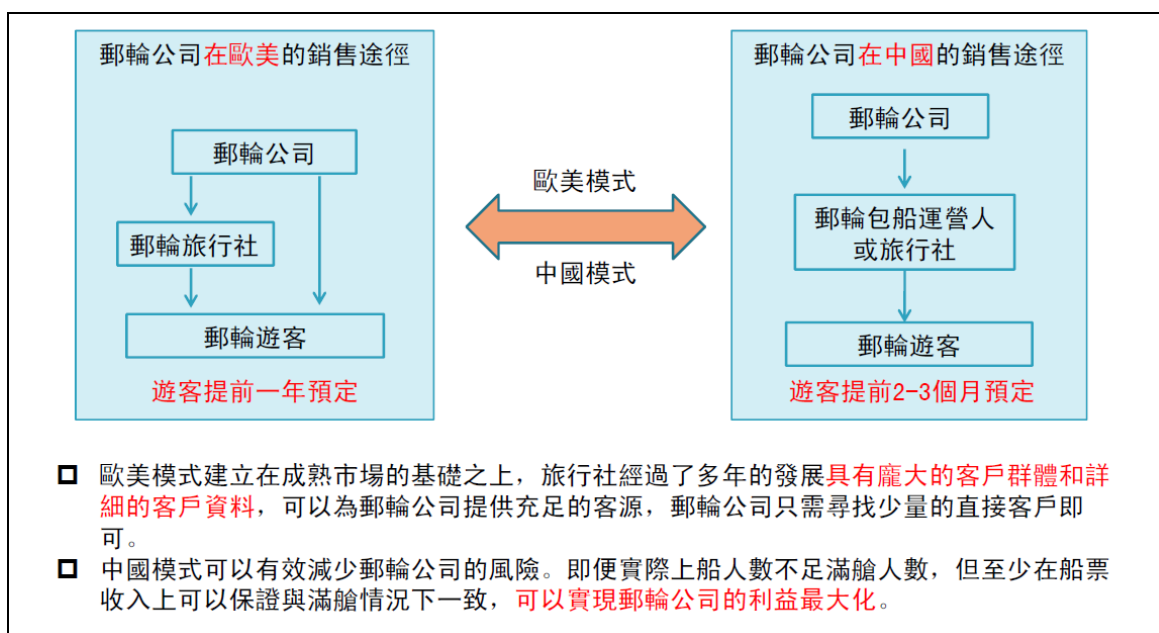 郵輪公司在歐美的銷售途徑
郵輪公司
郵輪旅行社
郵輪遊客
遊客提前一年預定
歐美模式
中國模式
郵輪公司在中國的銷售途徑
郵輪公司
郵輪包船運營人
或旅行社
郵輪遊客
遊客提前2-3個月預定
歐美模式建立在成熟市場的基礎之上，旅行社經過了多年的發展具有龐大的客戶群體和詳
細的客戶資料，可以為郵輪公司提供充足的客源，郵輪公司只需尋找少量的直接客戶即
可。
中國模式可以有效減少郵輪公司的風險。即便實際上船人數不足滿艙人數，但至少在船票
收入上可以保證與滿艙情況下一致，可以實現郵輪公司的利益最大化。